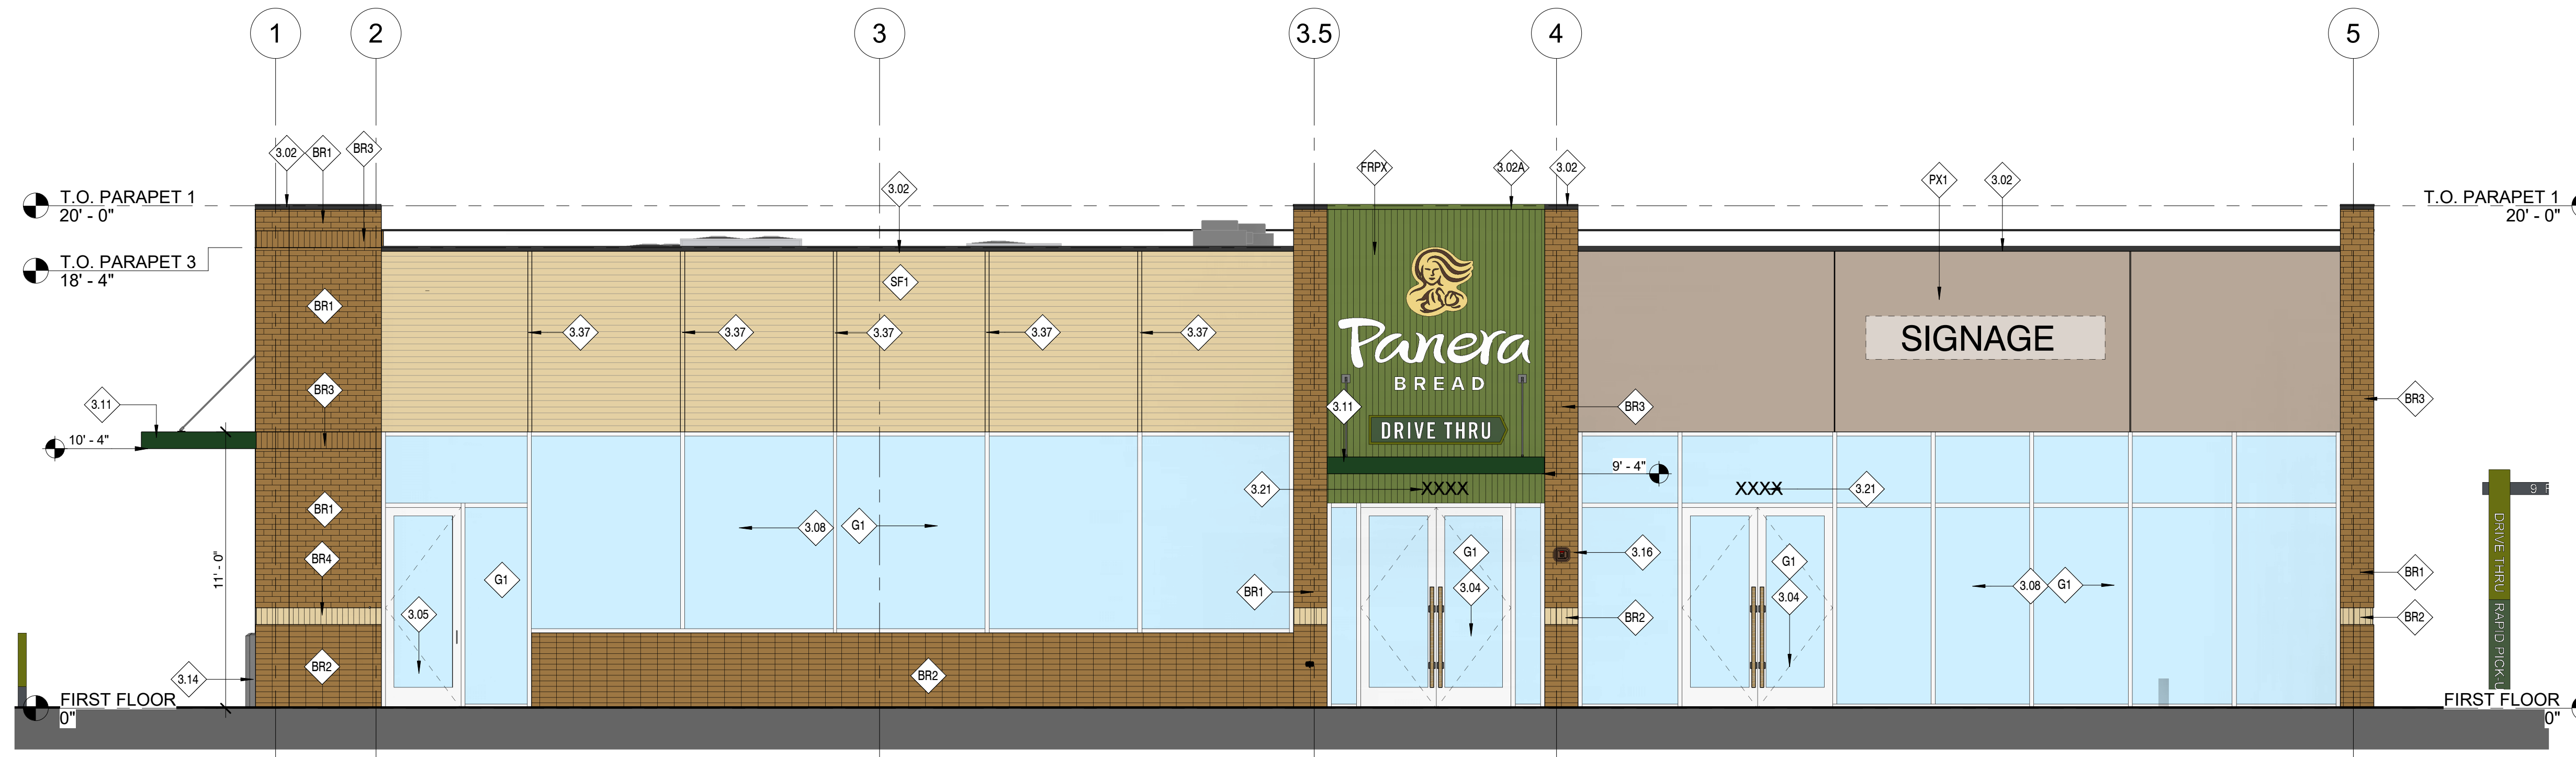 1
2
3
3.5
4
5
3.02
BR1
BR3
FRPX
3.02A
3.02
3.02
PX1
3.02
T.O. PARAPET 1
20' - 0"
T.O. PARAPET 1
20' - 0"
T.O. PARAPET 3
18' - 4"
SF1
BR1
3.37
3.37
3.37
3.37
3.37
Panera
BREAD
SIGNAGE
BR3
3.11
3.11
BR3
BR3
DRIVE THRU
10' - 4"
9' - 4"
3.21
XXXX
XXXX
3.21
9
BR1
3.08
G1
DRIVE THRU
RAPID PICK-U
BR4
11' - 0"
G1
G1
3.04
3.16
G1
3.04
3.08
G1
BR1
BR1
3.05
BR2
BR2
BR2
BR2
3.14
FIRST FLOOR
0"
FIRST FLOOR
0"